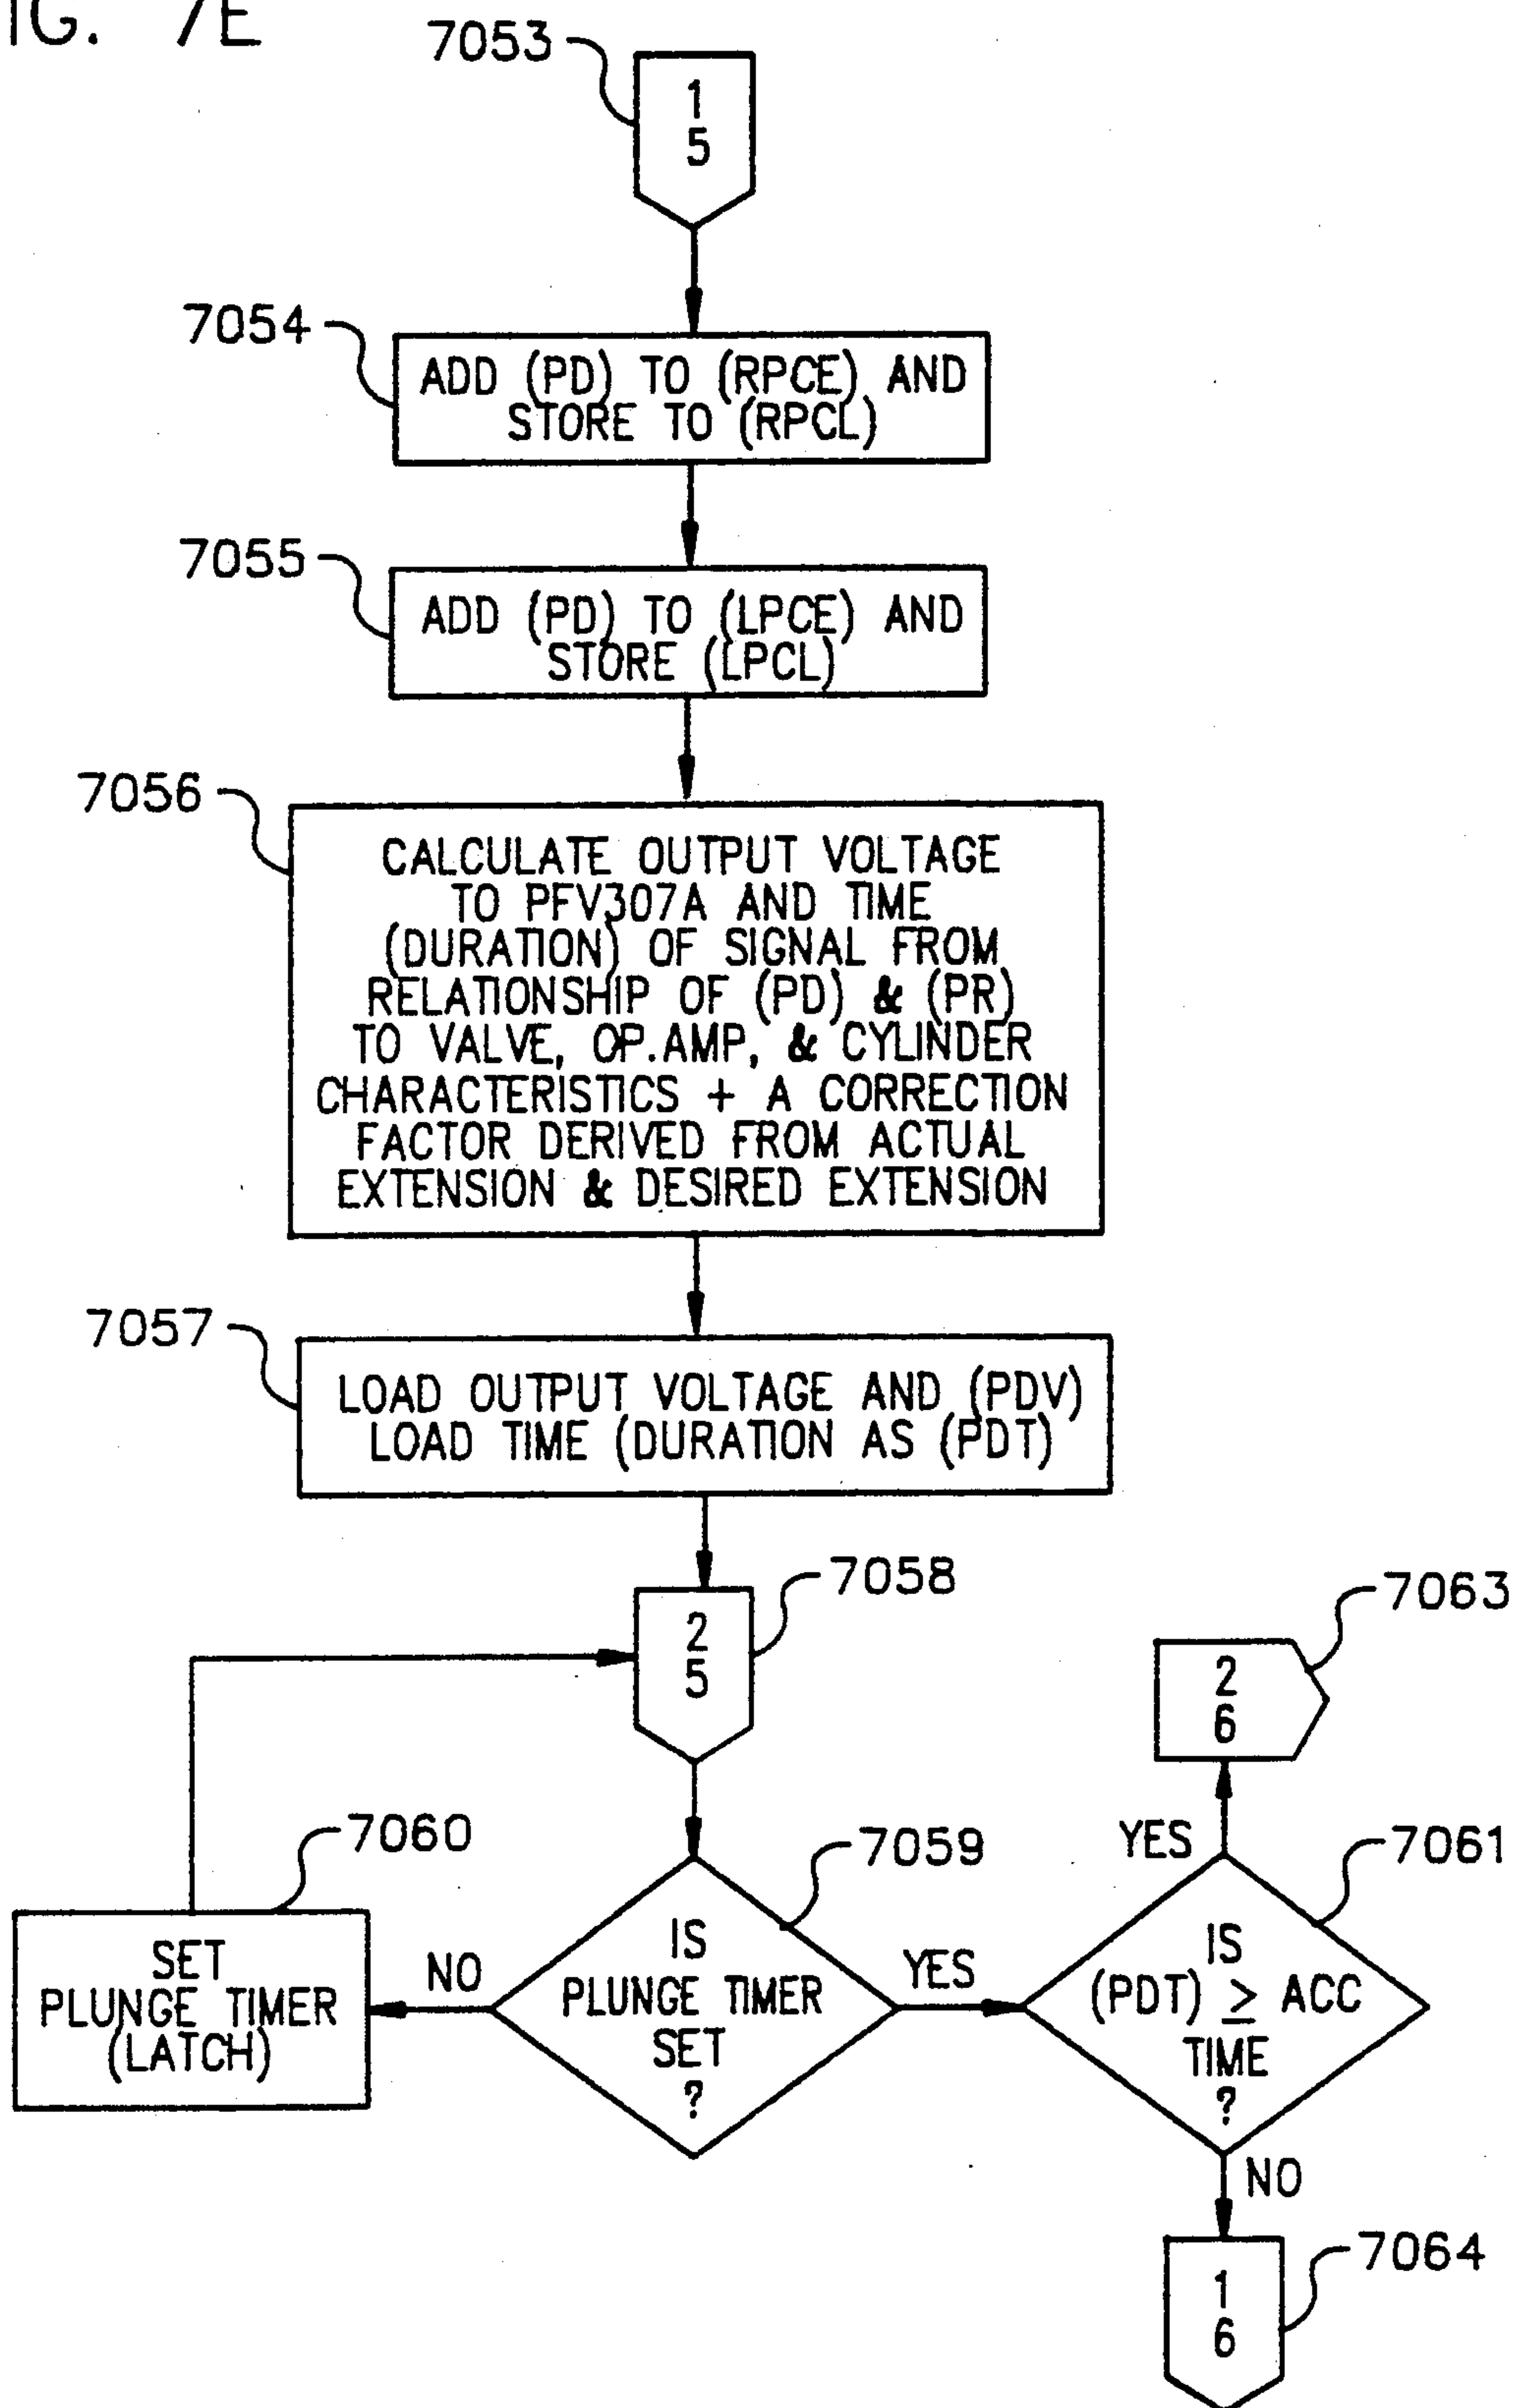 IG. 7E
7053
1
5
7054
ADD (PD) TO (RPCE) AND
STORE TO (RPCL)
7055
ADD (PD) TO (LPCE) AND
STORE (LPCL)
7056
CALCULATE OUTPUT VOLTAGE
TO PFV307A AND TIME
(DURATION) OF SIGNAL FROM
RELATIONSHIP OF (PD) & (PR)
TO VALVE, OP.AMP, & CYLINDER
CHARACTERISTICS + A CORRECTION
FACTOR DERIVED FROM ACTUAL
EXTENSION & DESIRED EXTENSION
7057
LOAD OUTPUT VOLTAGE AND (PDV)
LOAD TIME (DURATION AS (PDT)
7058
2
5
7063
2
6
7060
SET
PLUNGE TIMER
(LATCH)
NO
7059
IS
PLUNGE TIMER
SET
?
YES
YES
7061
IS
(PDT) ≥ ACC
TIME
?
NO
7064
1
6